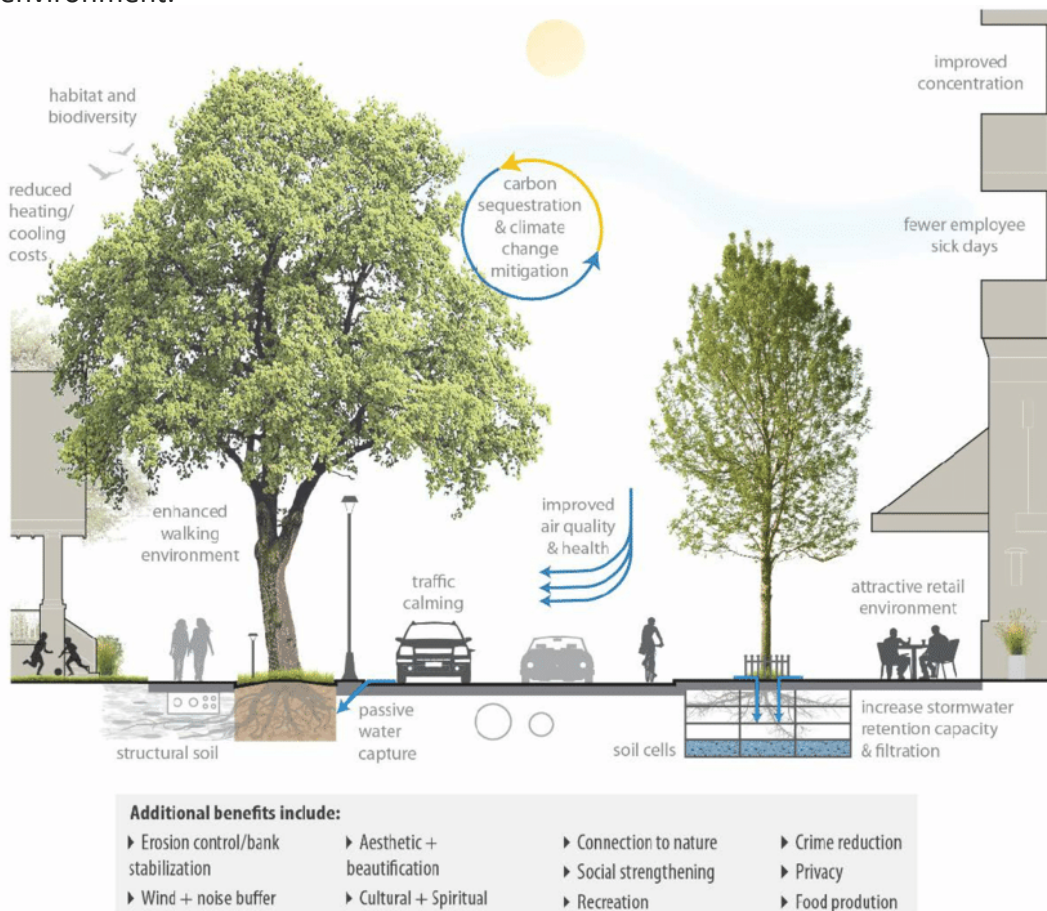 environment.
habitat and
biodiversity
reduced
heating/
cooling
costs
carbon
sequestration
& climate
change
mitigation
improved
concentration
fewer employee
sick days
enhanced
walking
environment
traffic
calming
improved
air quality
& health
attractive retail
environment
structural soil
passive
water
capture
soil cells
increase stormwater
retention capacity
& filtration
Additional benefits include:
▸ Erosion control/bank
stabilization
▸ Wind + noise buffer
▸ Aesthetic +
beautification
▸ Cultural + Spiritual
▸ Connection to nature
▸ Social strengthening
▸ Recreation
▸ Crime reduction
▸ Privacy
▸ Food prodution